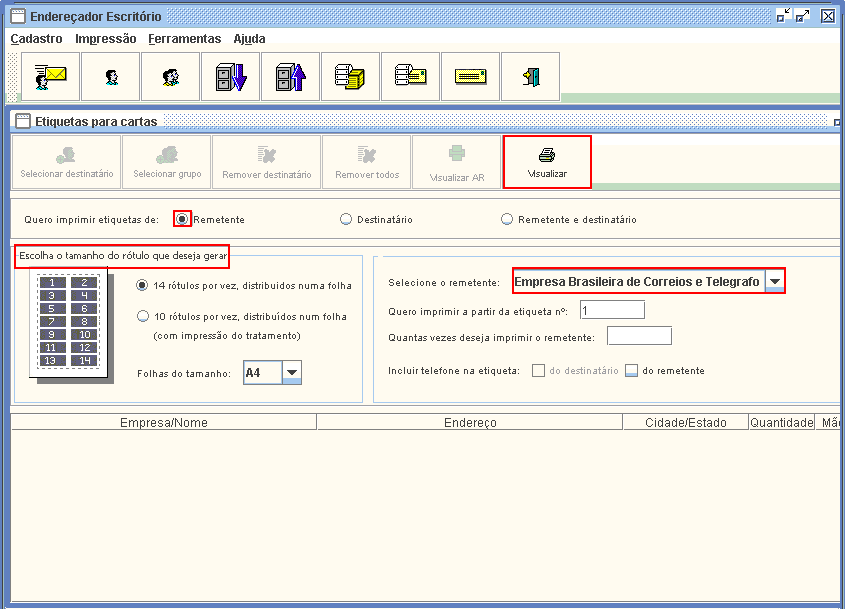 Endereçador Escritório
Cadastro Impressão Ferramentas Ajuda
Etiquetas para cartas
Selecionar destinatário Selecionar grupo Remover destinatário Remover todos Visualizar AR Visualizar
Quero imprimir etiquetas de: Remetente Destinatário Remetente e destinatário
Escolha o tamanho do rótulo que deseja gerar
1 2
3 4
5 6
7 8
9 10
11 12
13 14
14 rótulos por vez, distribuídos numa folha
10 rótulos por vez, distribuídos num folha
(com impressão do tratamento)
Folhas do tamanho: A4
Selecione o remetente: Empresa Brasileira de Correios e Telegrafo
Quero imprimir a partir da etiqueta nº: 1
Quantas vezes deseja imprimir o remetente:
Incluir telefone na etiqueta: do destinatário do remetente
Empresa/Nome Endereço Cidade/Estado Quantidade